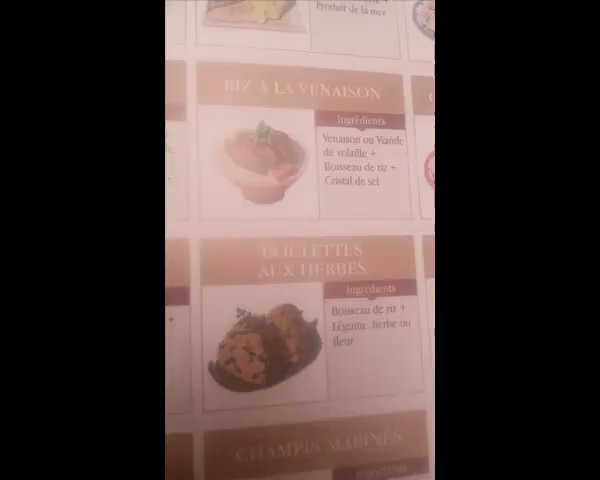 Produit de la mer
RIZ À LA VENAISON
Ingrédients
Venaison ou Viande
de volaille +
Boisseau de riz +
Cristal de sel
BOULETTES
AUX HERBES
Ingrédients
Boisseau de riz +
Légume, herbe ou
fleur
CHAMPIS MARINÉS
Ingrédients